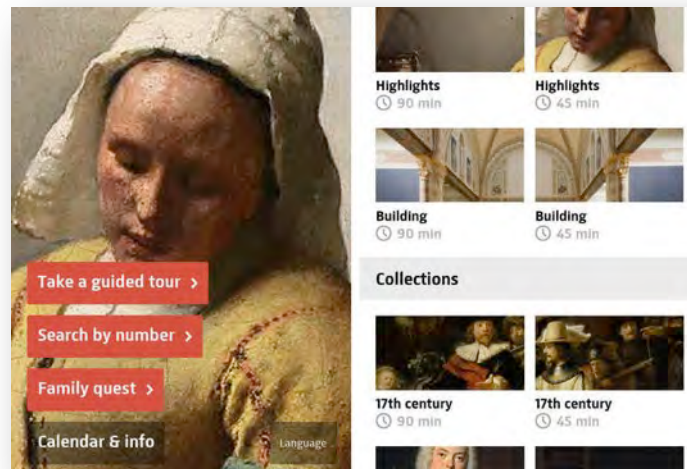 Take a guided tour >
Search by number >
Family quest >
Calendar & info
Language
Highlights
90 min
Highlights
45 min
Building
90 min
Building
45 min
Collections
17th century
90 min
17th century
45 min